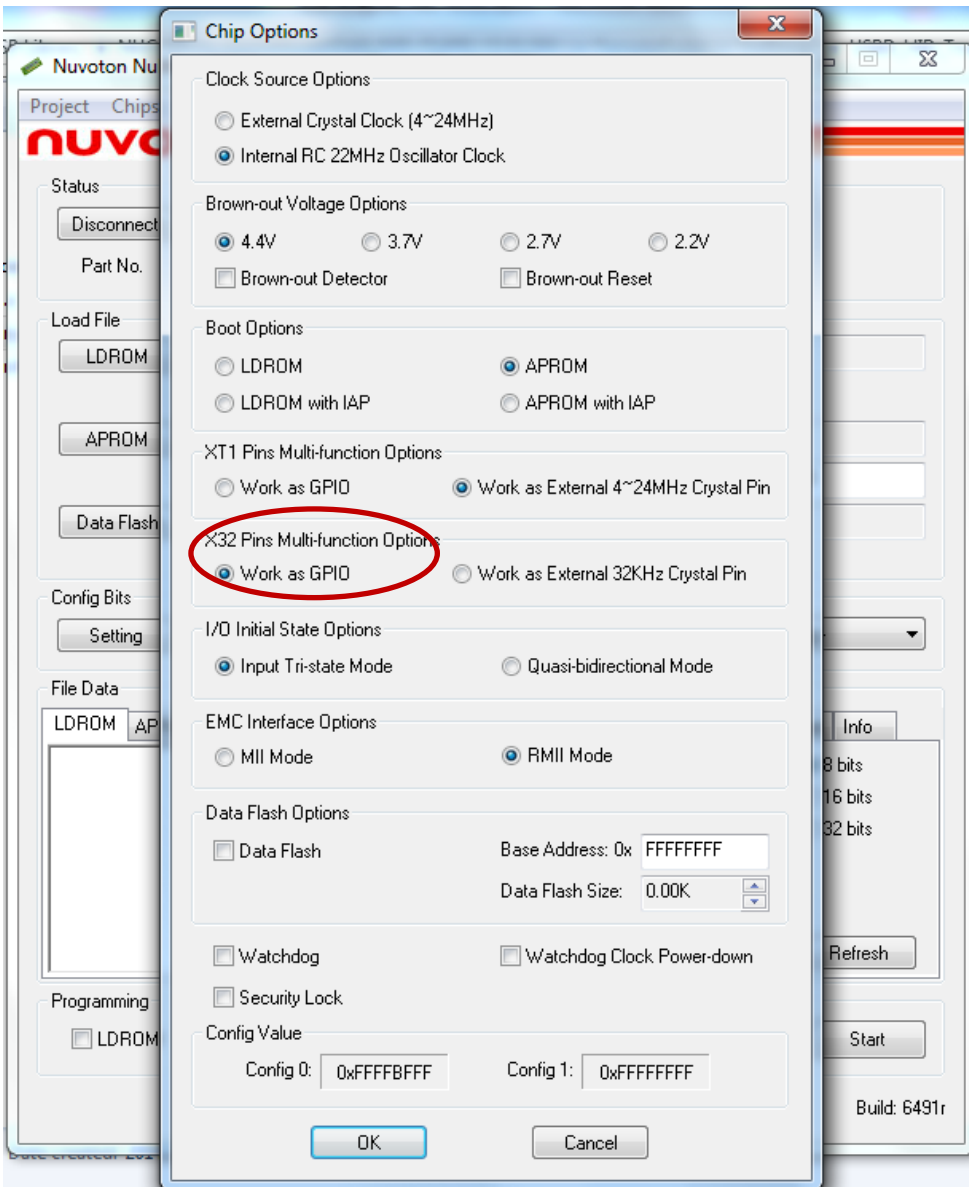 Chip Options
Nuvoton Nu
Project Chips
nuvo
Clock Source Options
External Crystal Clock (4~24MHz)
Internal RC 22MHz Oscillator Clock
Status
Disconnect
Part No.
Brown-out Voltage Options
4.4V 3.7V 2.7V 2.2V
Brown-out Detector Brown-out Reset
Load File
LDROM
APROM
Data Flash
Boot Options
LDROM APROM
LDROM with IAP APROM with IAP
XT1 Pins Multi-function Options
Work as GPIO Work as External 4~24MHz Crystal Pin
X32 Pins Multi-function Options
Work as GPIO Work as External 32KHz Crystal Pin
Config Bits
Setting
I/O Initial State Options
Input Tri-state Mode Quasi-bidirectional Mode
File Data
LDROM AP
EMC Interface Options
MII Mode RMII Mode
Info
8 bits
16 bits
32 bits
Data Flash Options
Data Flash Base Address: 0x FFFFFFFF
Data Flash Size: 0.00K
Watchdog Watchdog Clock Power-down
Refresh
Security Lock
Programming
LDROM
Start
Config Value
Config 0: 0xFFFFBFFF Config 1: 0xFFFFFFFF
Build: 6491r
OK Cancel